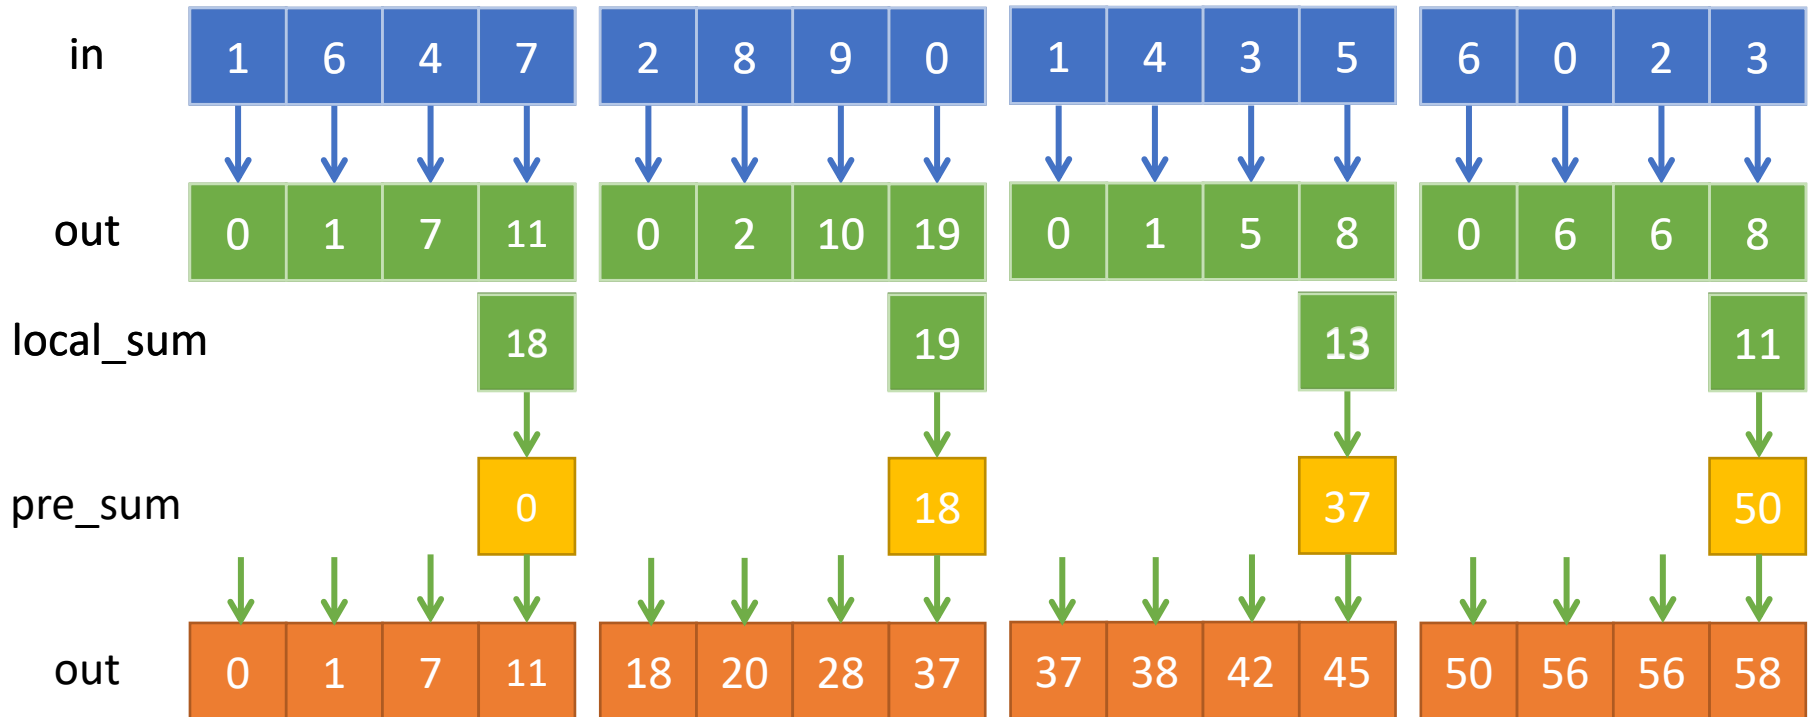 in 1 6 4 7 2 8 9 0 1 4 3 5 6 0 2 3
out 0 1 7 11 0 2 10 19 0 1 5 8 0 6 6 8
local_sum 18 19 13 11
pre_sum 0 18 37 50
out 0 1 7 11 18 20 28 37 37 38 42 45 50 56 56 58